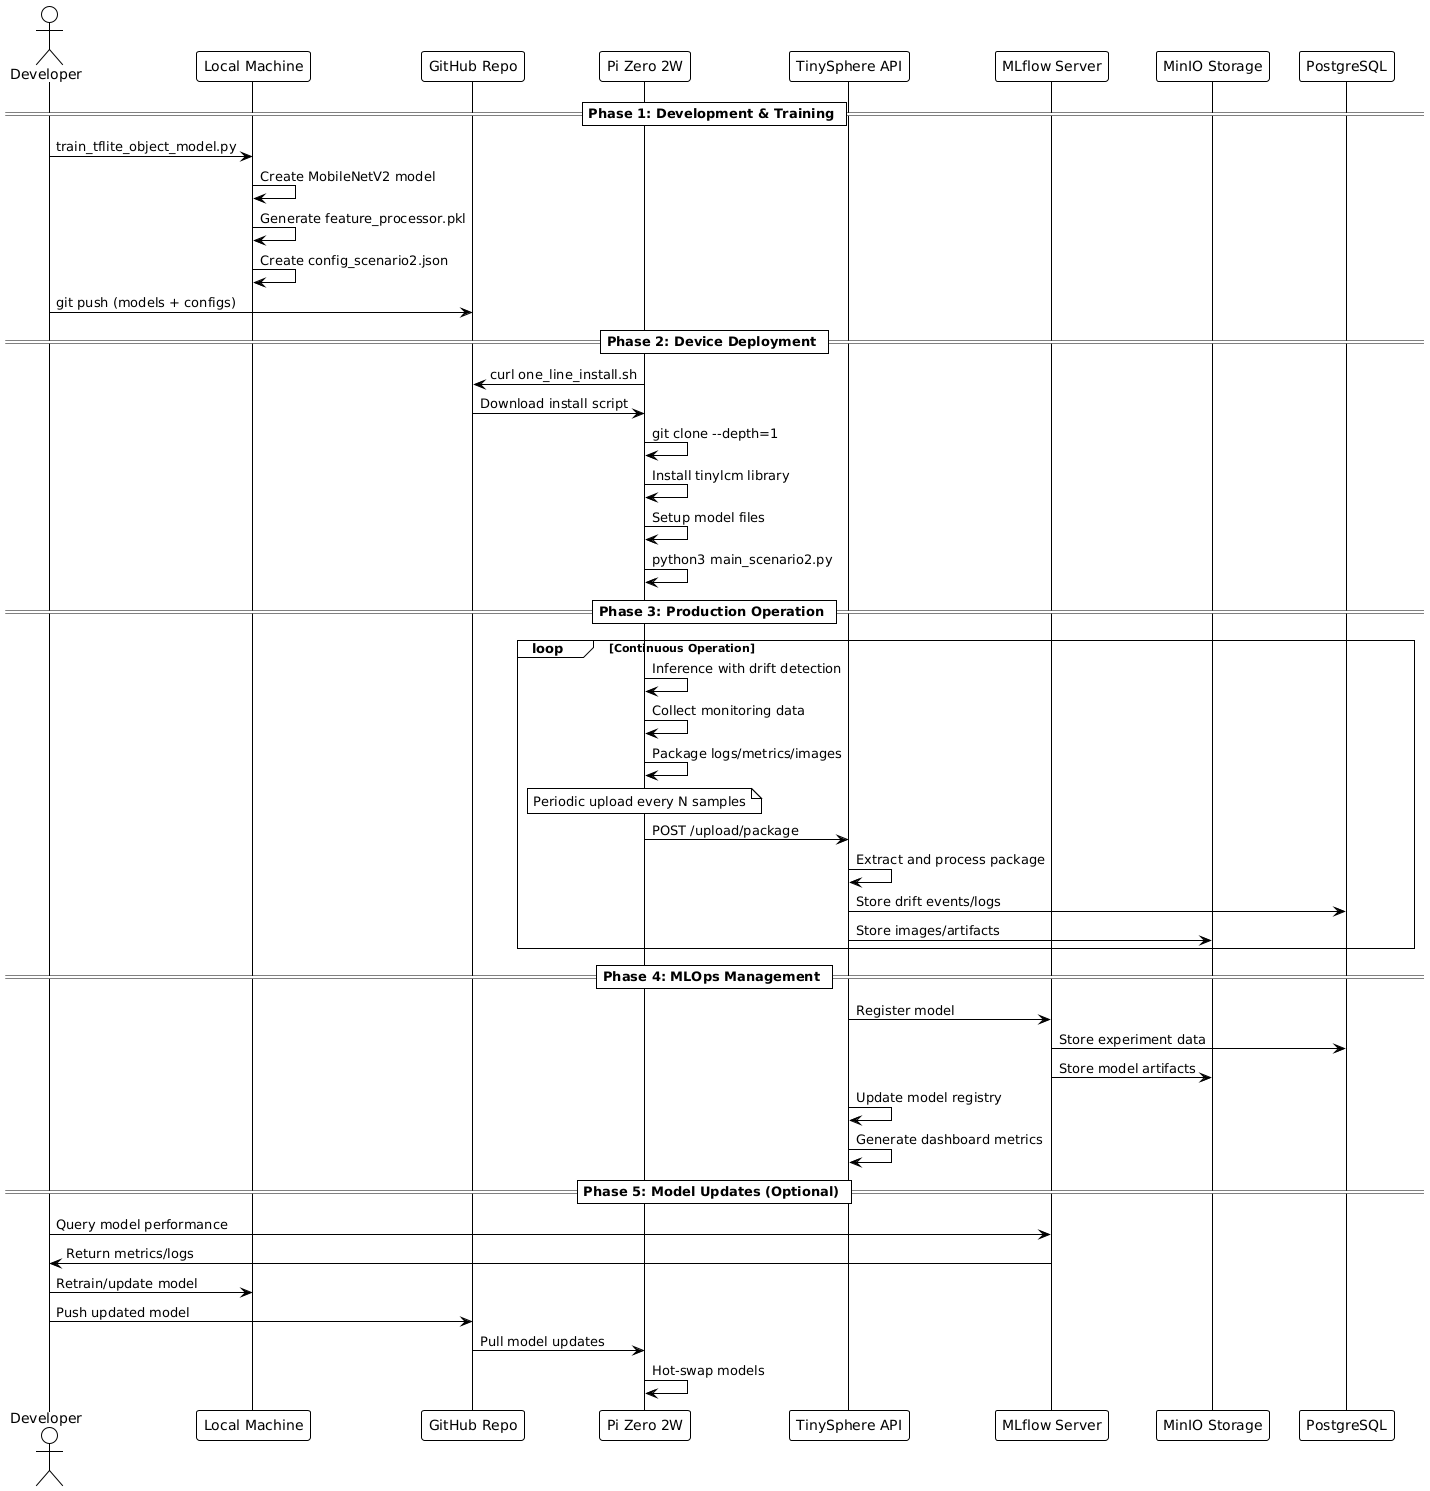 Developer
Local Machine
GitHub Repo
Pi Zero 2W
TinySphere API
MLflow Server
MinIO Storage
PostgreSQL
Phase 1: Development & Training
train_tflite_object_model.py
Create MobileNetV2 model
Generate feature_processor.pkl
Create config_scenario2.json
git push (models + configs)
Phase 2: Device Deployment
curl one_line_install.sh
Download install script
git clone --depth=1
Install tinylcm library
Setup model files
python3 main_scenario2.py
Phase 3: Production Operation
loop
[Continuous Operation]
Inference with drift detection
Collect monitoring data
Package logs/metrics/images
Periodic upload every N samples
POST /upload/package
Extract and process package
Store drift events/logs
Store images/artifacts
Phase 4: MLOps Management
Register model
Store experiment data
Store model artifacts
Update model registry
Generate dashboard metrics
Phase 5: Model Updates (Optional)
Query model performance
Return metrics/logs
Retrain/update model
Push updated model
Pull model updates
Hot-swap models
Developer
Local Machine
GitHub Repo
Pi Zero 2W
TinySphere API
MLflow Server
MinIO Storage
PostgreSQL